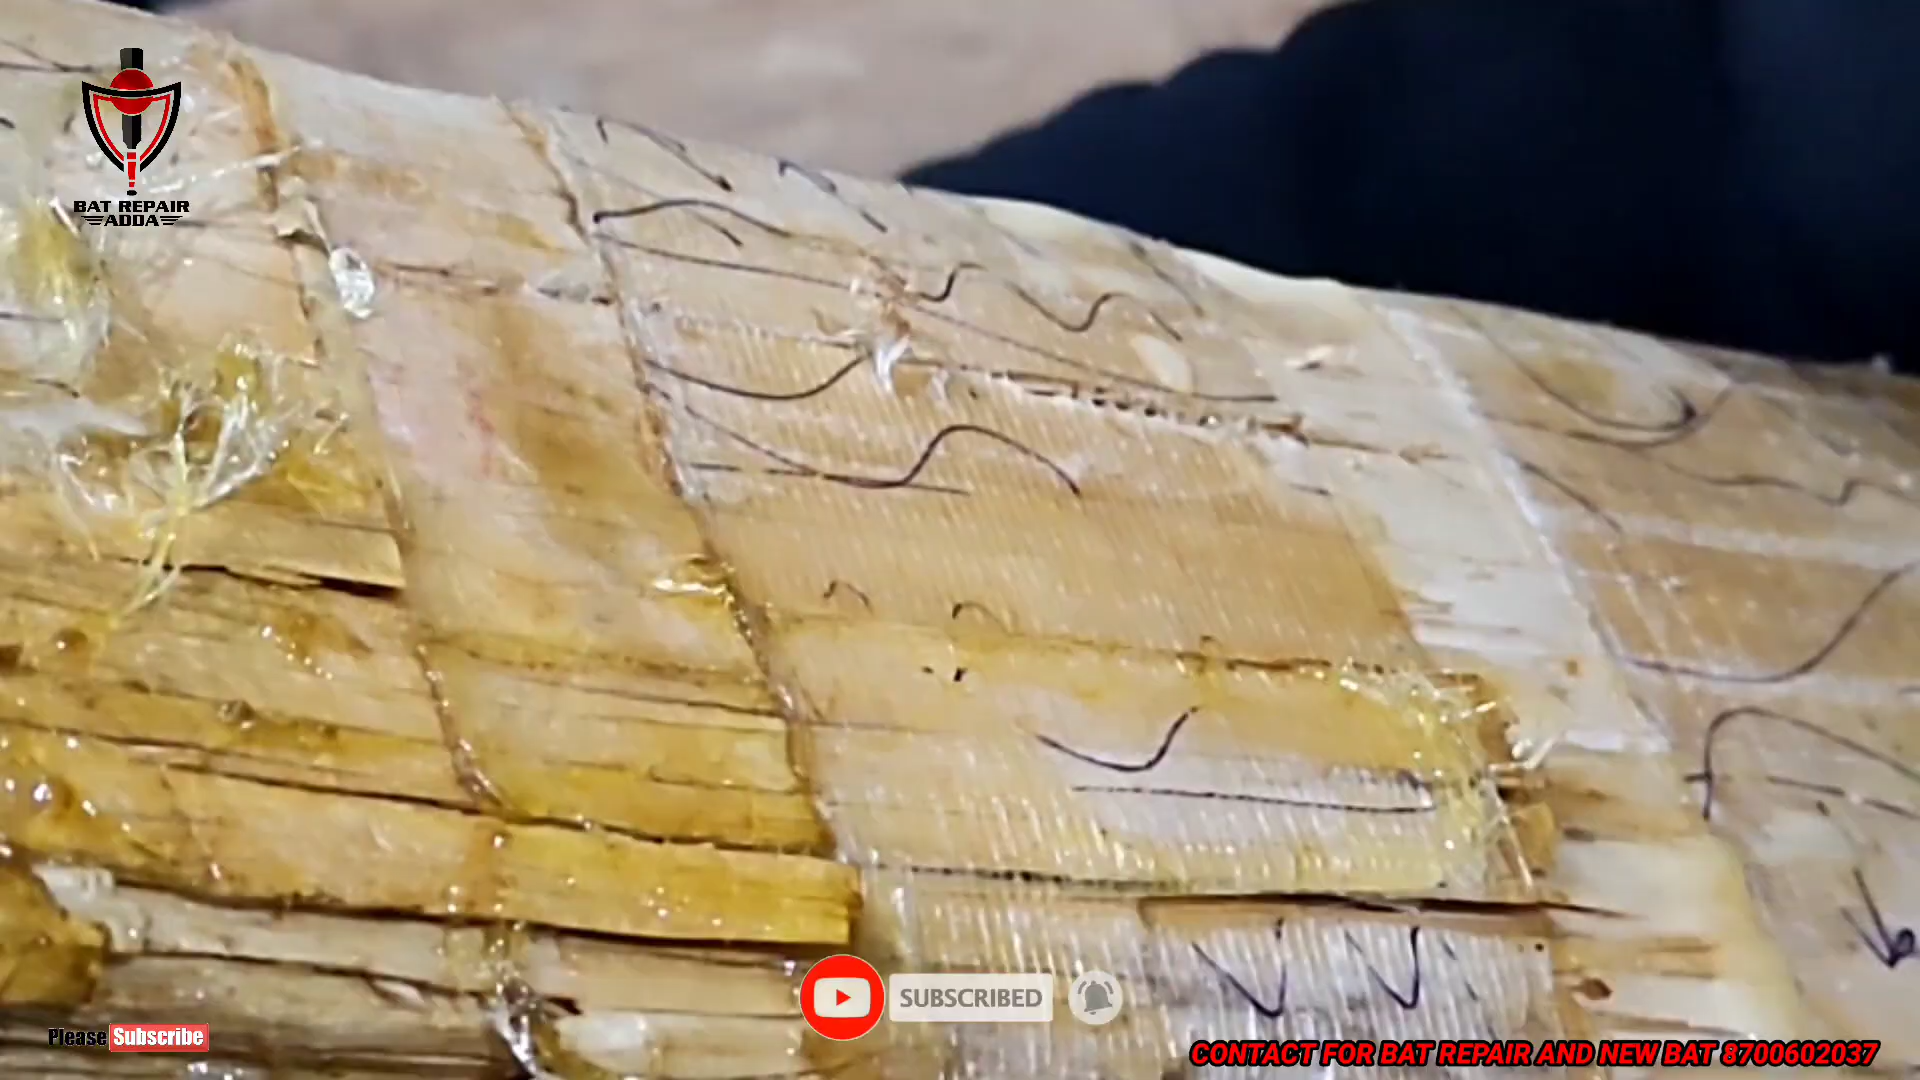 BAT REPAIR
ADDA
SUBSCRIBED
Please Subscribe
CONTACT FOR BAT REPAIR AND NEW BAT 8700602037